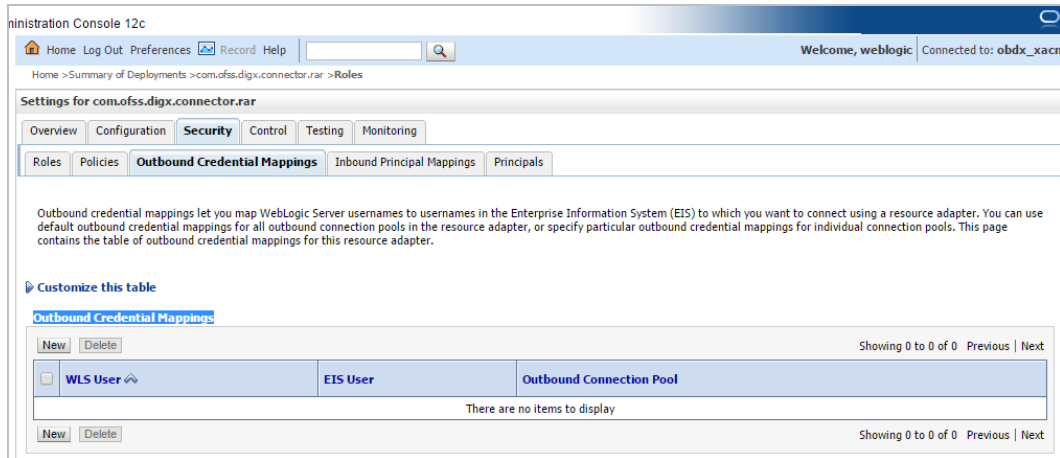 ninistration Console 12c
Home Log Out Preferences Record Help
Welcome, weblogic Connected to: obdx_xacm
Home >Summary of Deployments >com.ofss.digx.connector.rar >Roles
Settings for com.ofss.digx.connector.rar
Overview Configuration Security Control Testing Monitoring
Roles Policies Outbound Credential Mappings Inbound Principal Mappings Principals
Outbound credential mappings let you map WebLogic Server usernames to usernames in the Enterprise Information System (EIS) to which you want to connect using a resource adapter. You can use
default outbound credential mappings for all outbound connection pools in the resource adapter, or specify particular outbound credential mappings for individual connection pools. This page
contains the table of outbound credential mappings for this resource adapter.
Customize this table
Outbound Credential Mappings
New Delete Showing 0 to 0 of 0 Previous | Next
WLS User EIS User Outbound Connection Pool
There are no items to display
New Delete Showing 0 to 0 of 0 Previous | Next